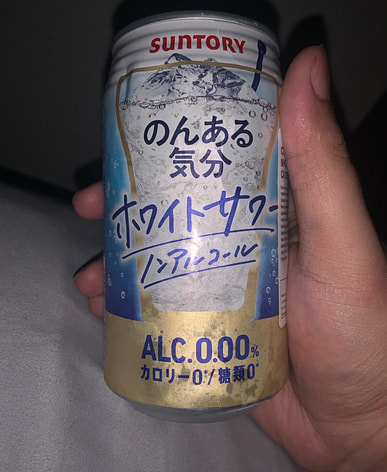 SUNTORY
のんある
気分
ホワイトサワー
ノンアルコール
ALC.0.00%
カロリー0*/糖類0*